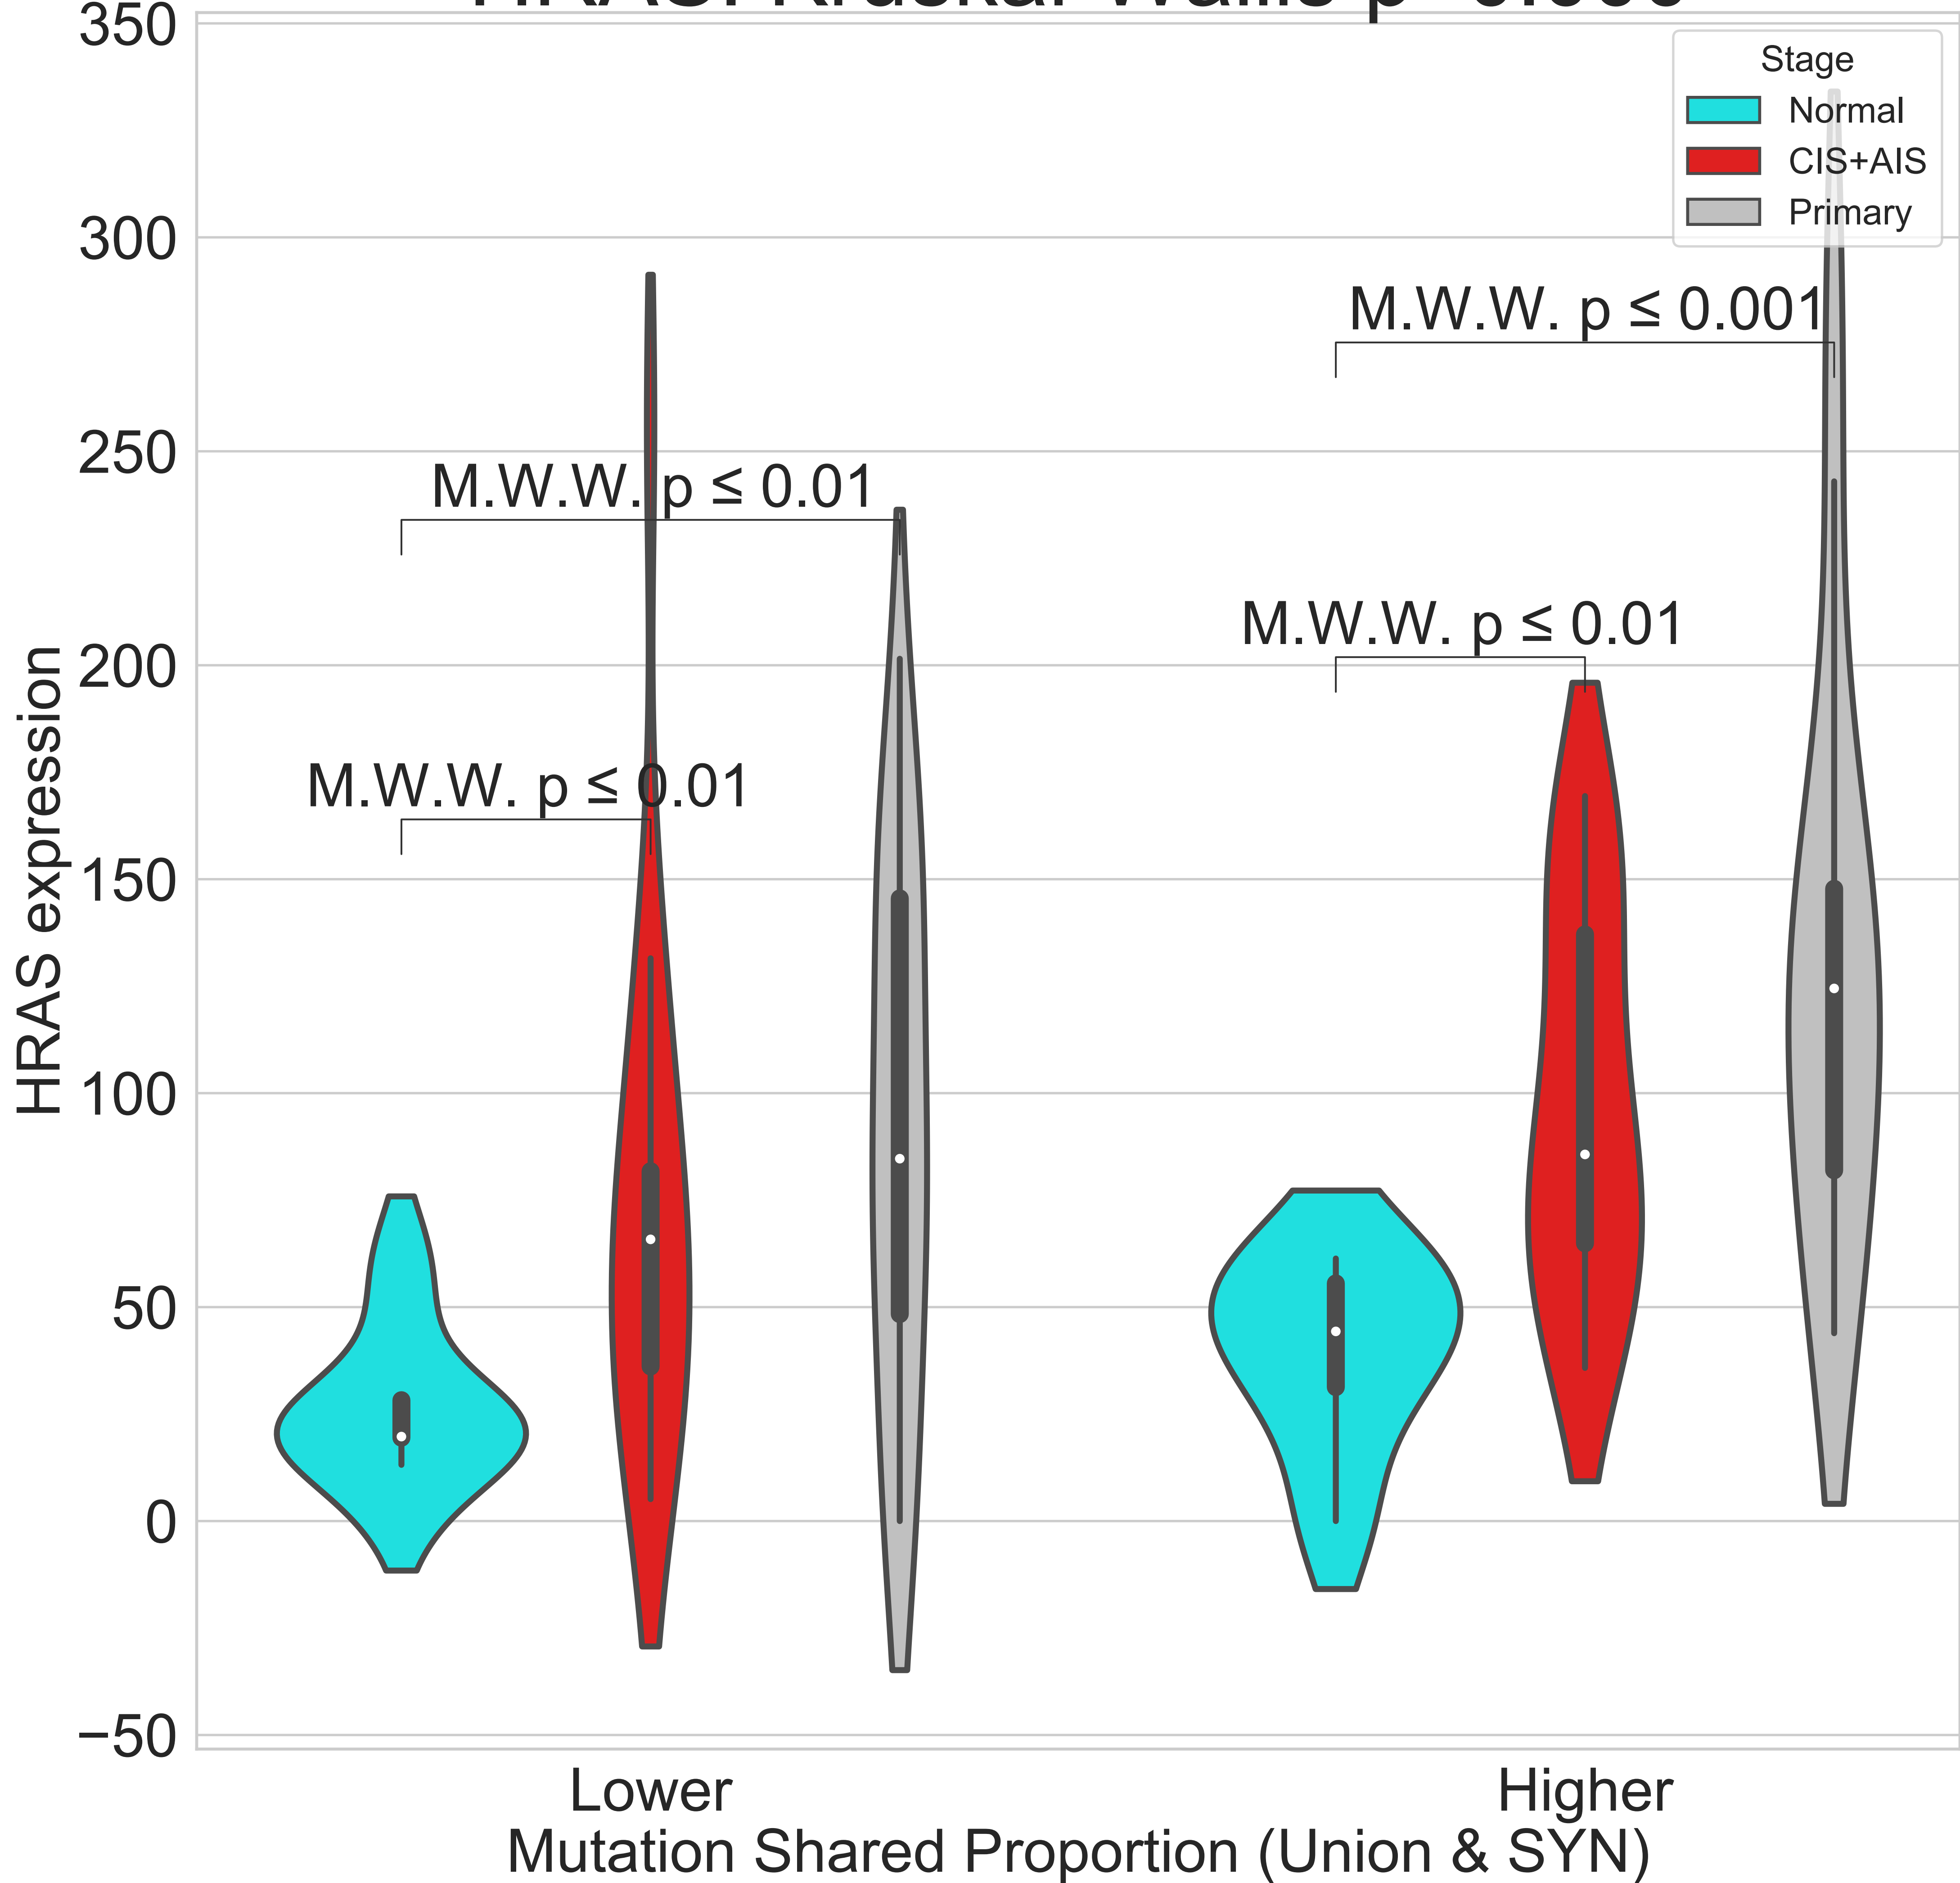 350
300
250
200
150
100
50
0
−50
HRAS expression
Stage
Normal
CIS+AIS
Primary
M.W.W. p ≤ 0.001
M.W.W. p ≤ 0.01
M.W.W. p ≤ 0.01
M.W.W. p ≤ 0.01
Lower
Higher
Mutation Shared Proportion (Union & SYN)